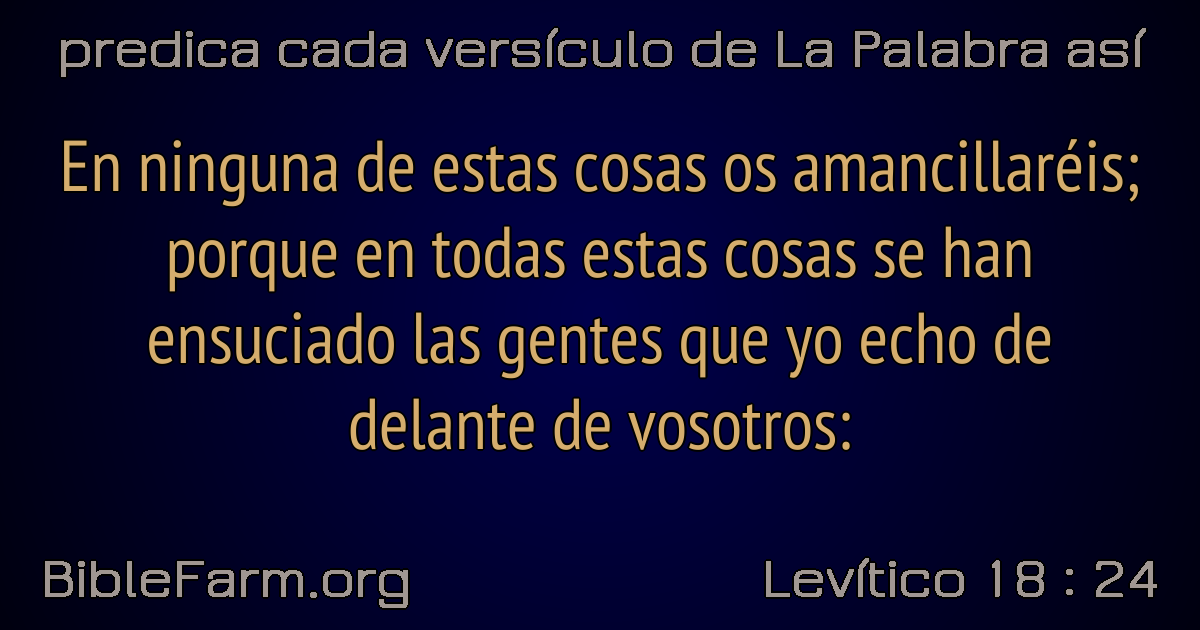 predica cada versículo de La Palabra así
En ninguna de estas cosas os amancillaréis;
porque en todas estas cosas se han
ensuciado las gentes que yo echo de
delante de vosotros:
BibleFarm.org
Levítico 18 : 24